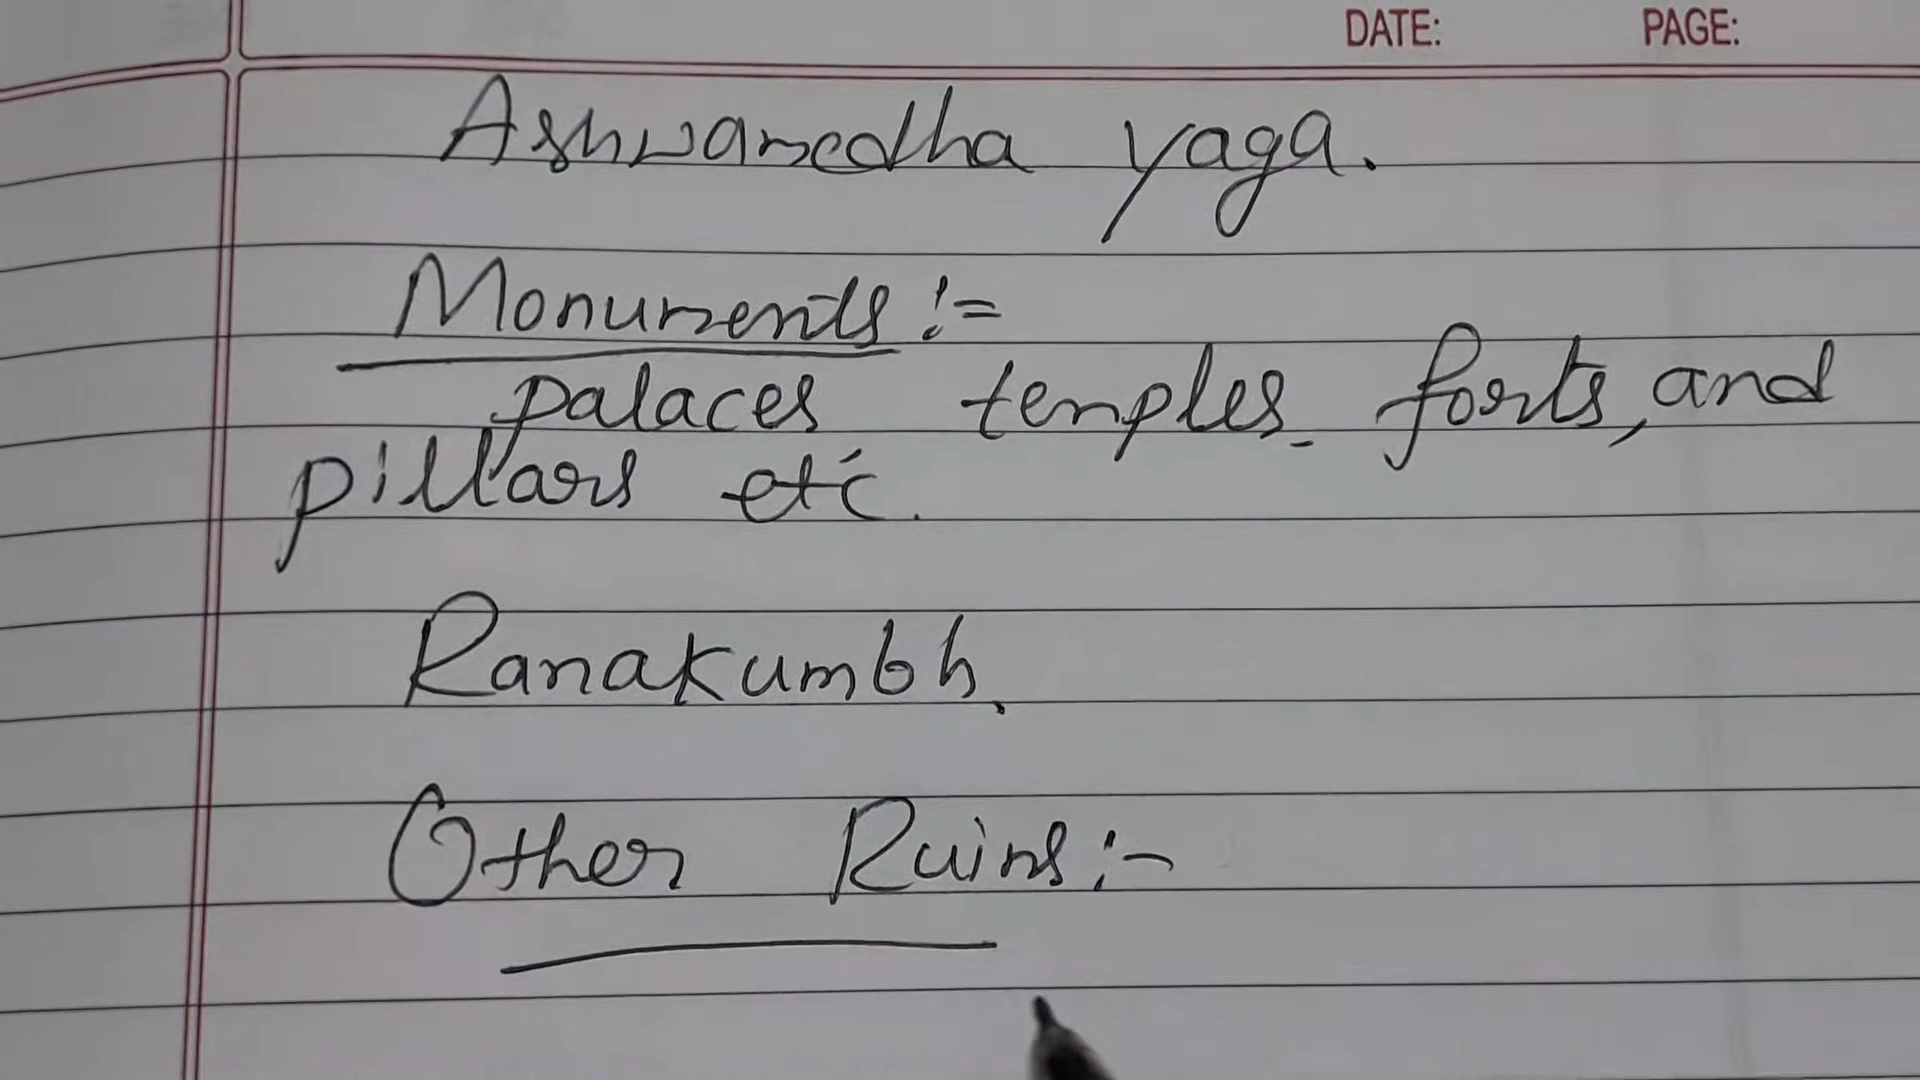 DATE: PAGE:
Ashwamedha yaga.
Monuments :-
palaces temples. forts, and
pillars etc.
Ranakumbh.
Other Ruins :-